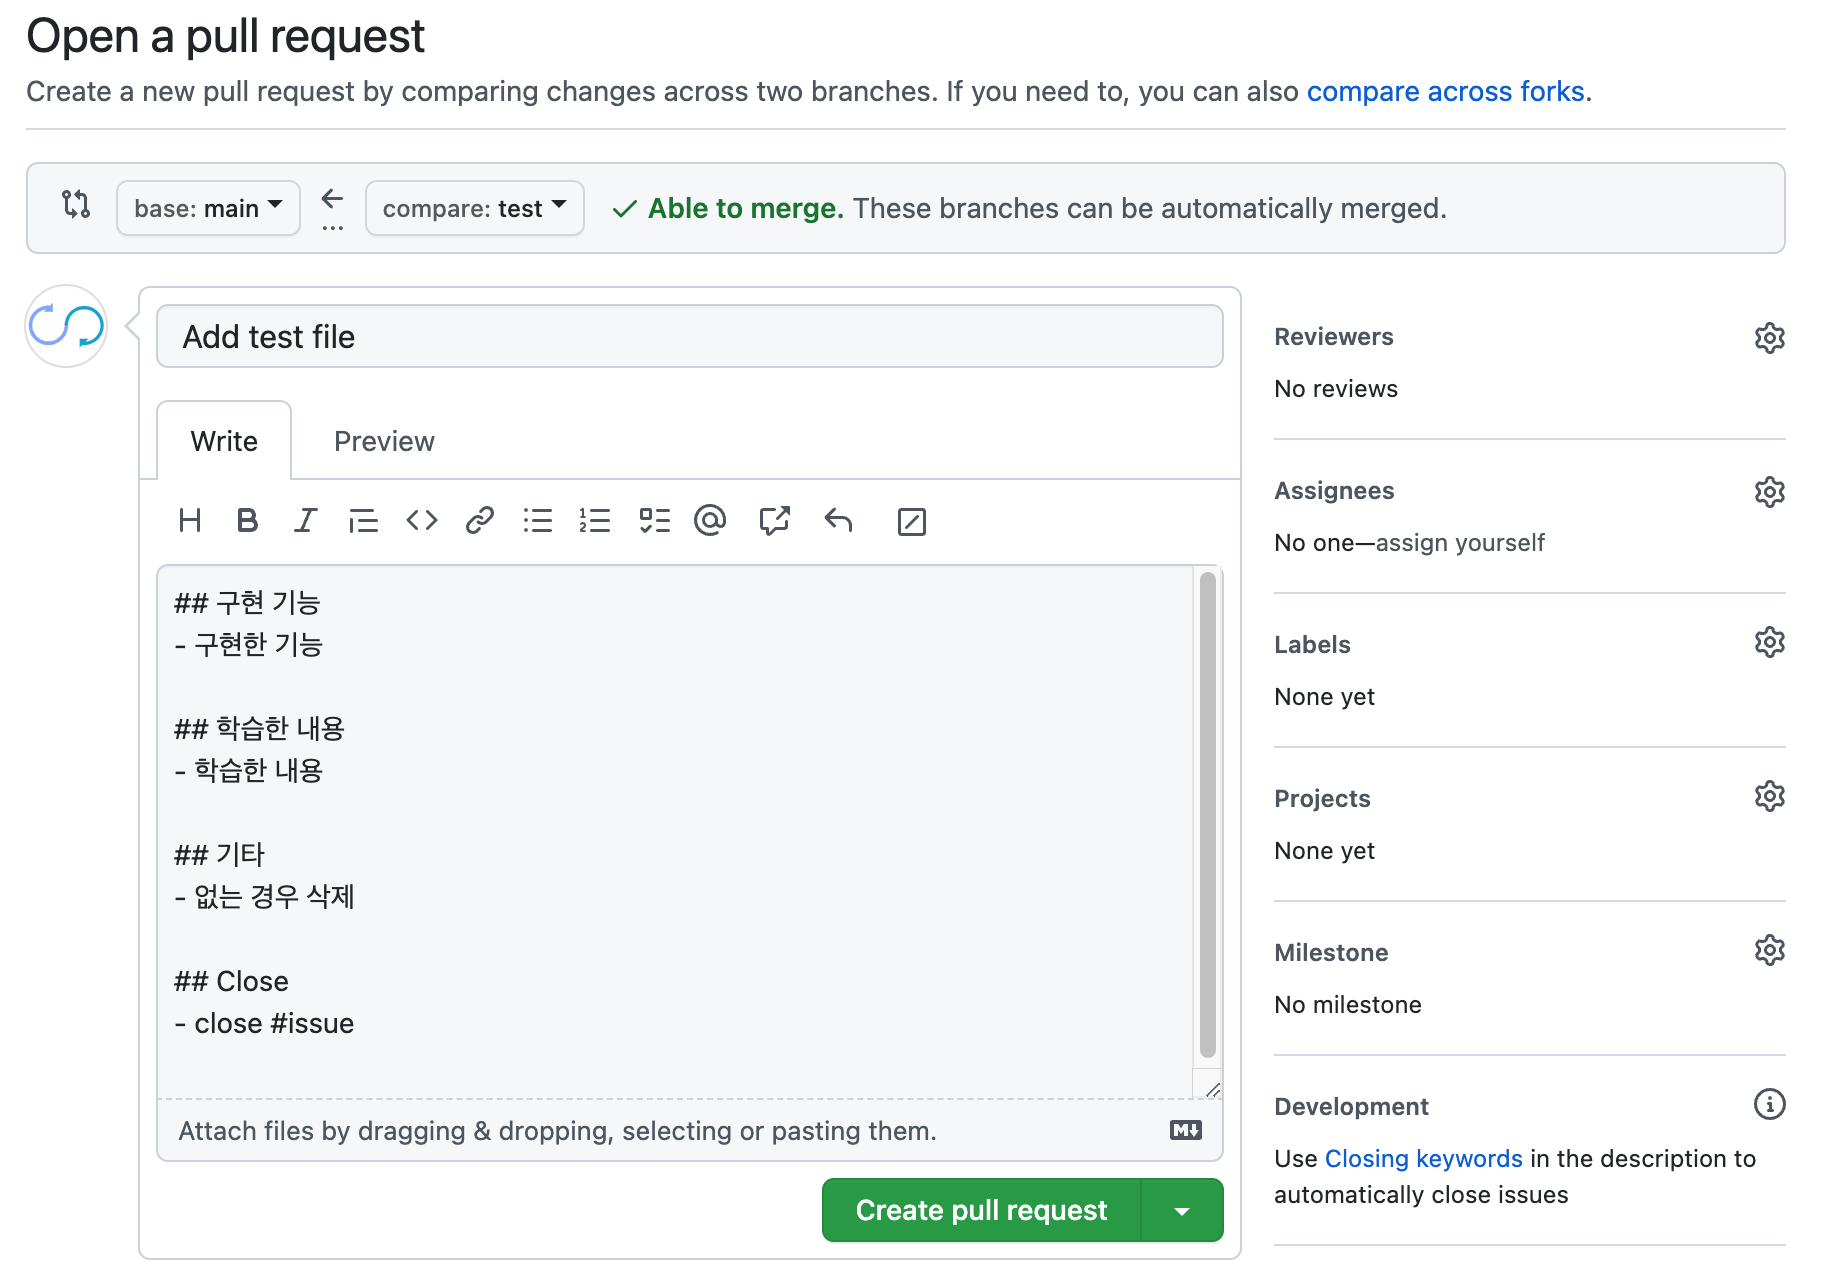 Open a pull request
Create a new pull request by comparing changes across two branches. If you need to, you can also compare across forks.
base: main
compare: test
Able to merge. These branches can be automatically merged.
Add test file
Write
Preview
## 구현 기능
- 구현한 기능
## 학습한 내용
- 학습한 내용
## 기타
- 없는 경우 삭제
## Close
- close #issue
Attach files by dragging & dropping, selecting or pasting them.
Create pull request
Reviewers
No reviews
Assignees
No one—assign yourself
Labels
None yet
Projects
None yet
Milestone
No milestone
Development
Use Closing keywords in the description to
automatically close issues